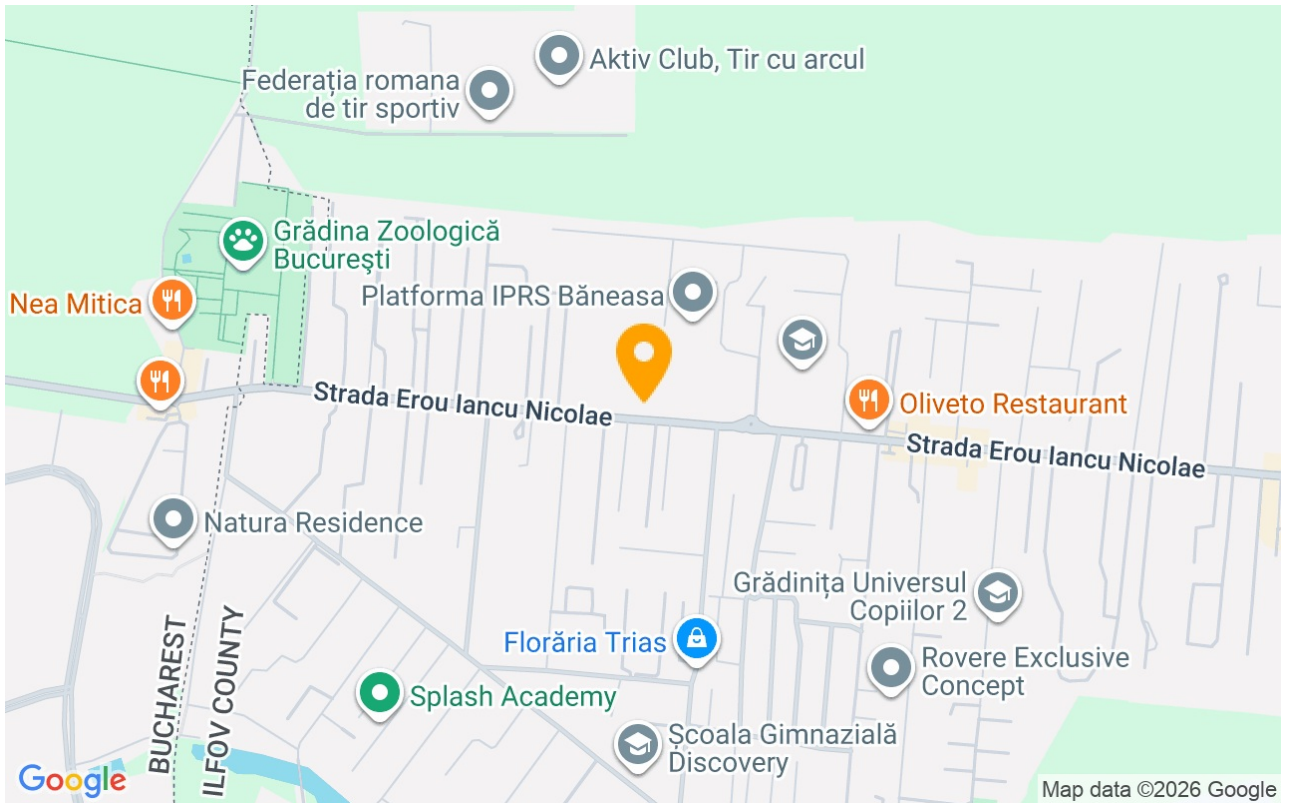 Aktiv Club, Tir cu arcul
Federația romana
de tir sportiv
Grădina Zoologică
Bucureşti
Platforma IPRS Băneasa
Nea Mitica
Strada Erou Iancu Nicolae
Oliveto Restaurant
Strada Erou Iancu Nicolae
Natura Residence
Grădinița Universul
Copiilor 2
BUCHAREST
ILFOV COUNTY
Florăria Trias
Rovere Exclusive
Concept
Splash Academy
Școala Gimnazială
Discovery
Google
Map data ©2026 Google